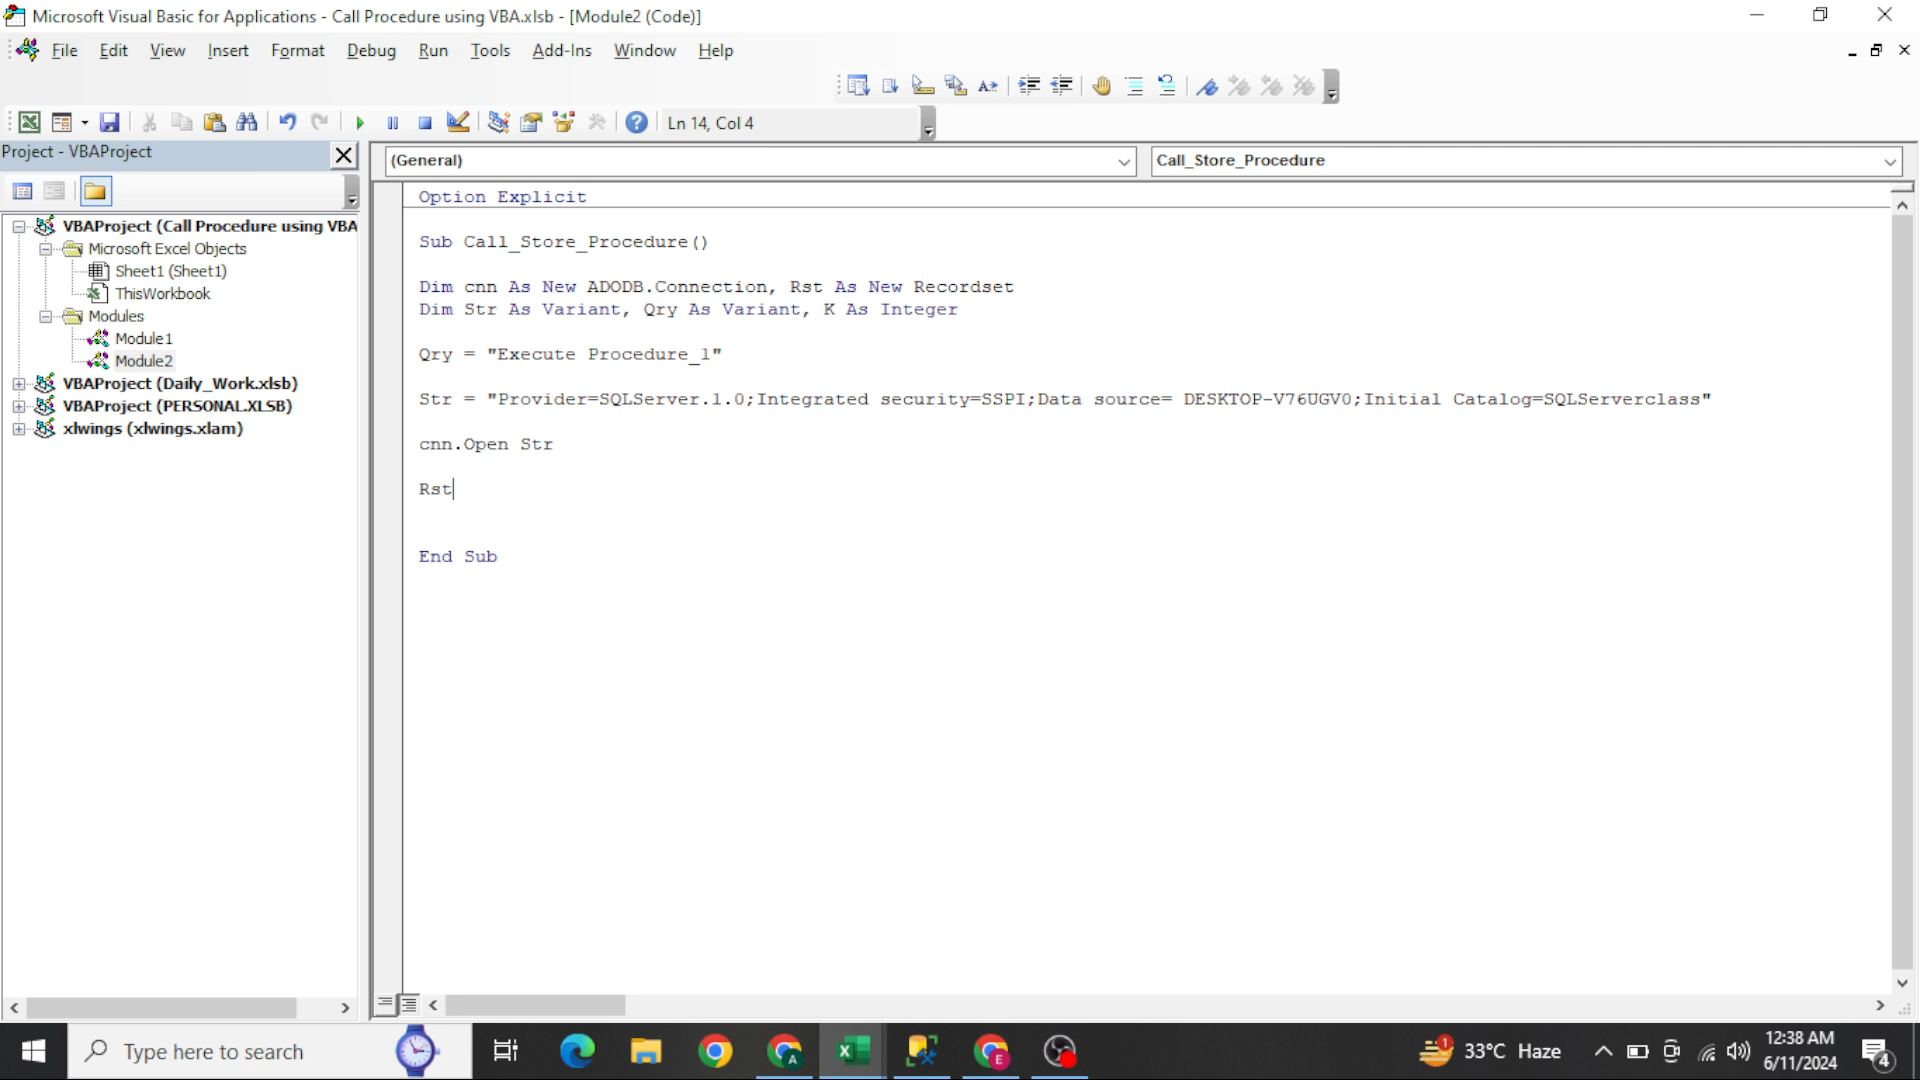 Microsoft Visual Basic for Applications - Call Procedure using VBA.xlsb - [Module2 (Code)]
File Edit View Insert Format Debug Run Tools Add-Ins Window Help
Ln 14, Col 4
Project - VBAProject
(General)
Call_Store_Procedure
VBAProject (Call Procedure using VBA
Microsoft Excel Objects
Sheet1 (Sheet1)
ThisWorkbook
Modules
Module1
Module2
VBAProject (Daily_Work.xlsb)
VBAProject (PERSONAL.XLSB)
xlwings (xlwings.xlam)
Option Explicit
Sub Call_Store_Procedure()
Dim cnn As New ADODB.Connection, Rst As New Recordset
Dim Str As Variant, Qry As Variant, K As Integer
Qry = "Execute Procedure_1"
Str = "Provider=SQLServer.1.0;Integrated security=SSPI;Data source= DESKTOP-V76UGV0;Initial Catalog=SQLServerclass"
cnn.Open Str
Rst
End Sub
Type here to search
A
E
1
33°C Haze
12:38 AM
6/11/2024
4